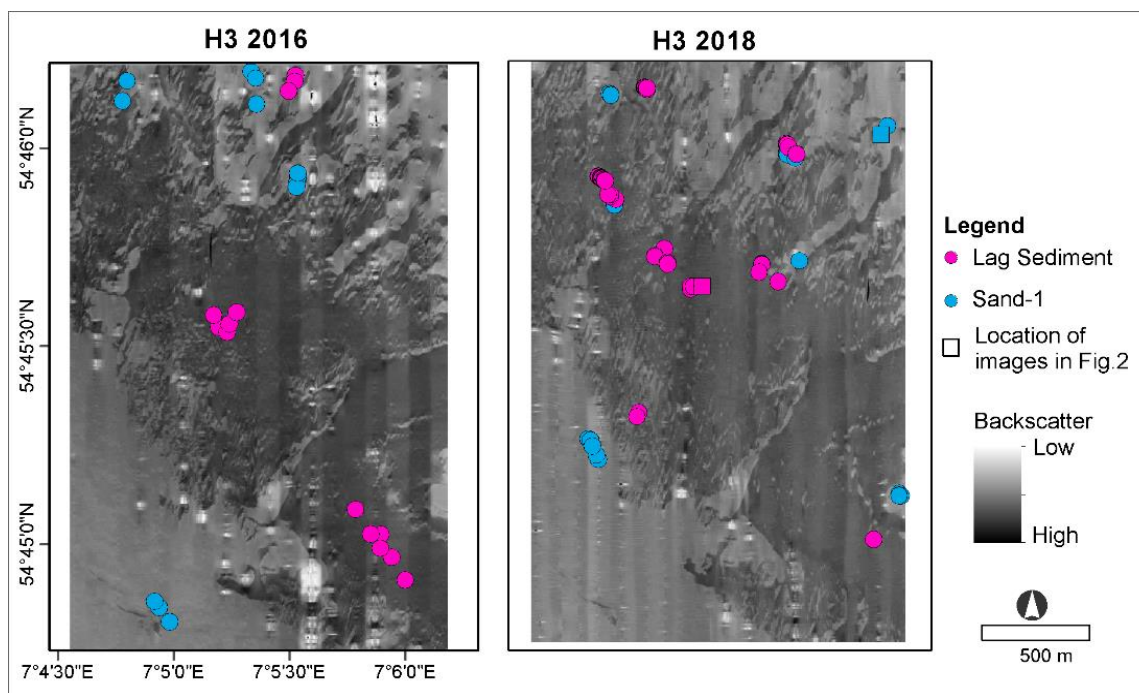 H3 2016
H3 2018
54°46'0"N
54°45'30"N
54°45'0"N
7°4'30"E
7°5'0"E
7°5'30"E
7°6'0"E
Legend
Lag Sediment
Sand-1
Location of
images in Fig.2
Backscatter
Low
High
500 m